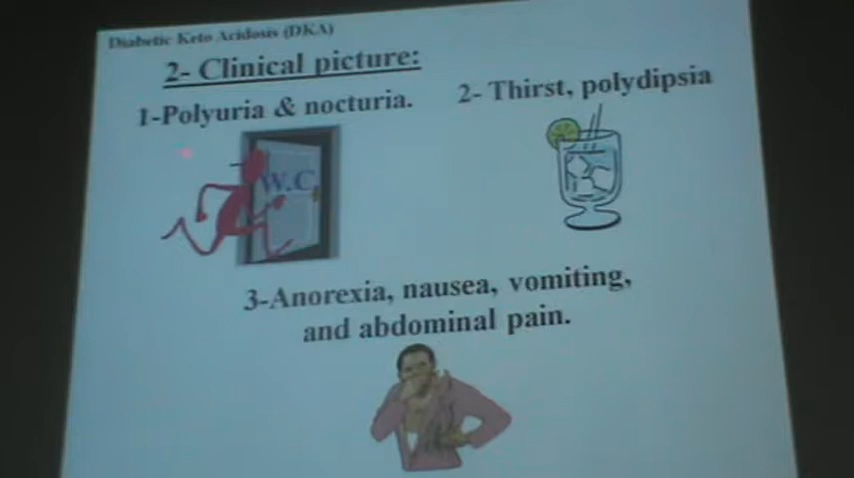 Diabetic Keto Acidosis (DKA)
2- Clinical picture:
1-Polyuria & nocturia.
2- Thirst, polydipsia
W.C.
3-Anorexia, nausea, vomiting,
and abdominal pain.